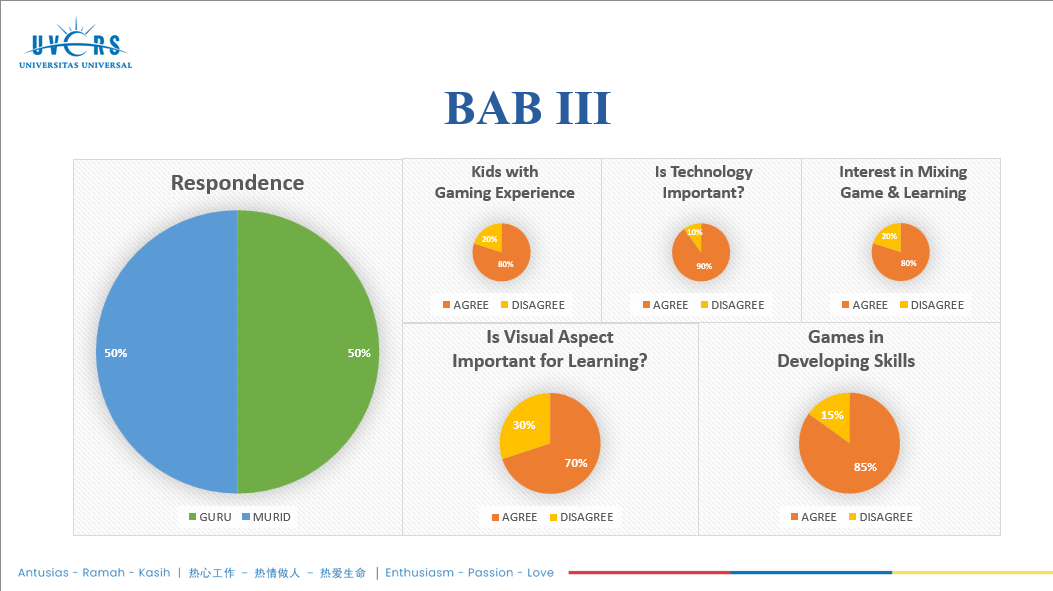 UVERS
UNIVERSITAS UNIVERSAL
BAB III
Respondence
50%
50%
GURU MURID
Kids with
Gaming Experience
20%
80%
AGREE DISAGREE
Is Technology
Important?
10%
90%
AGREE DISAGREE
Interest in Mixing
Game & Learning
20%
80%
AGREE DISAGREE
Is Visual Aspect
Important for Learning?
30%
70%
AGREE DISAGREE
Games in
Developing Skills
15%
85%
AGREE DISAGREE
Antusias - Ramah - Kasih | 热心工作 - 热情做人 - 热爱生命 | Enthusiasm - Passion - Love